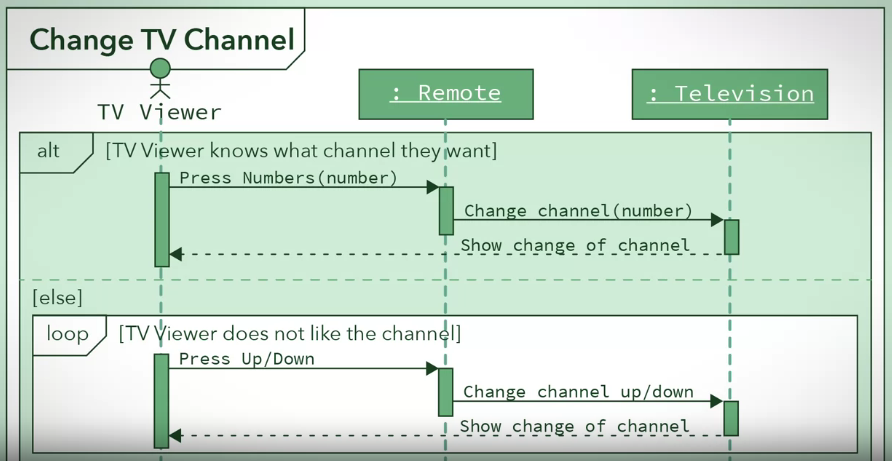 Change TV Channel
TV Viewer
: Remote
: Television
alt
[TV Viewer knows what channel they want]
Press Numbers(number)
Change channel(number)
Show change of channel
[else]
loop
[TV Viewer does not like the channel]
Press Up/Down
Change channel up/down
Show change of channel